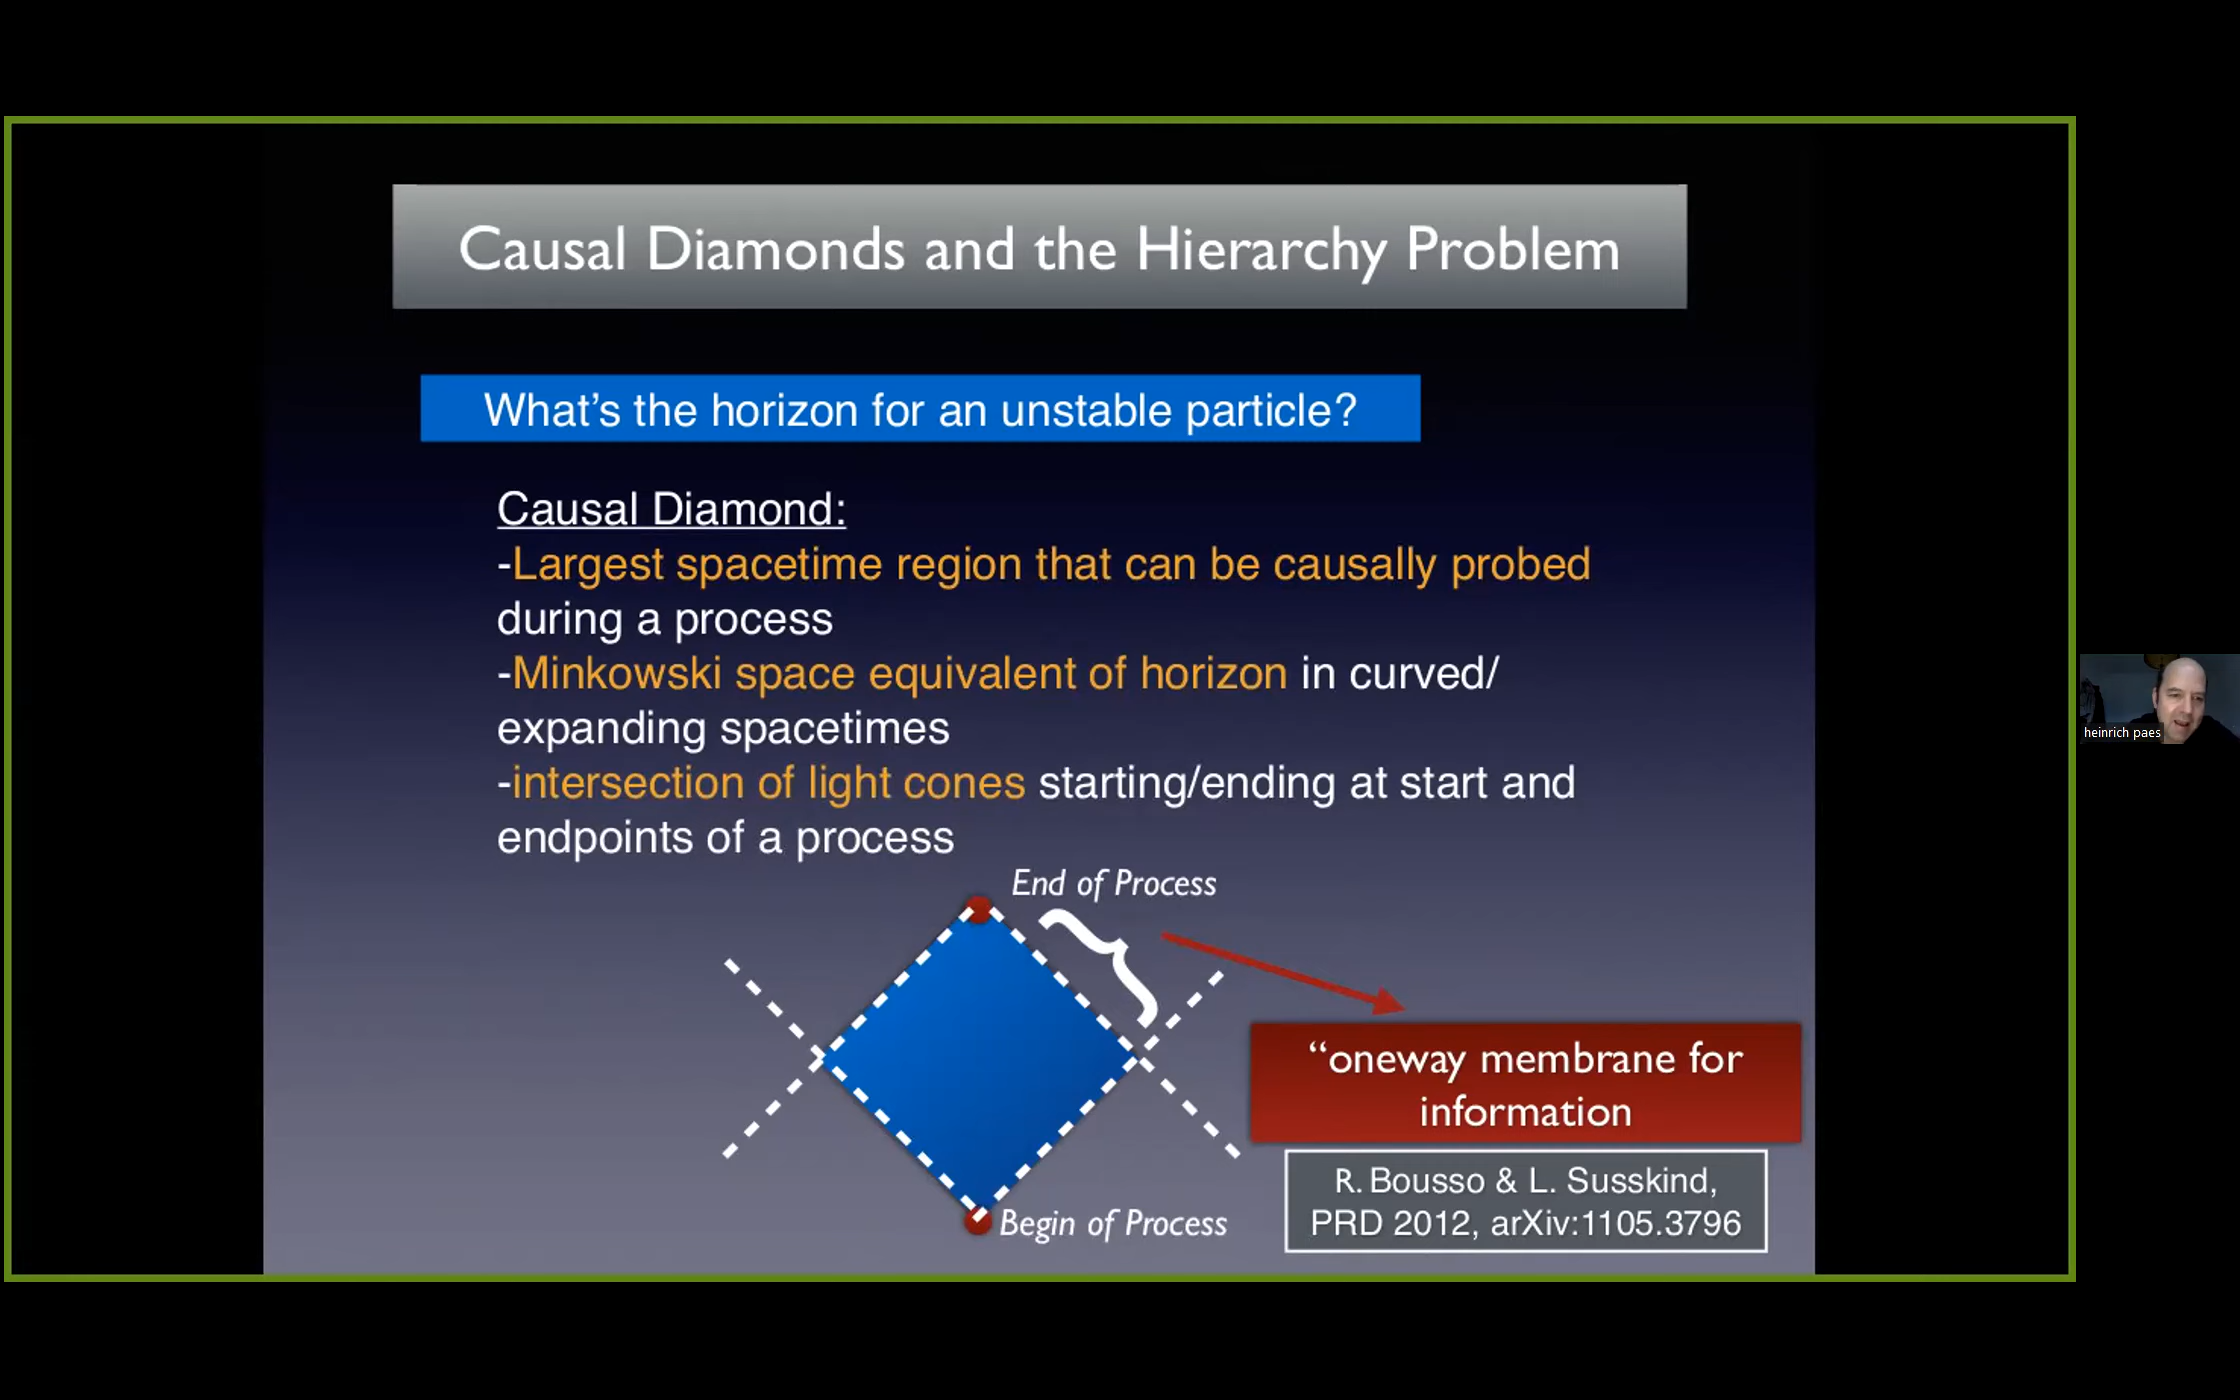 Causal Diamonds and the Hierarchy Problem
What's the horizon for an unstable particle?
Causal Diamond:
-Largest spacetime region that can be causally probed
during a process
-Minkowski space equivalent of horizon in curved/
expanding spacetimes
-intersection of light cones starting/ending at start and
endpoints of a process
End of Process
“oneway membrane for
information
R. Bousso & L. Susskind,
PRD 2012, arXiv:1105.3796
Begin of Process
heinrich paes